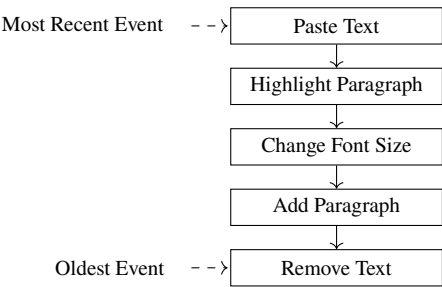 Most Recent Event
Paste Text
Highlight Paragraph
Change Font Size
Add Paragraph
Oldest Event
Remove Text